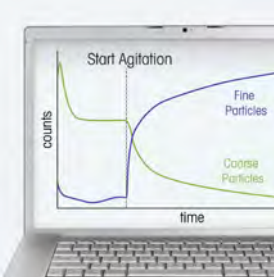 Start Agitation
Fine
Particles
counts
Coarse
Particles
time